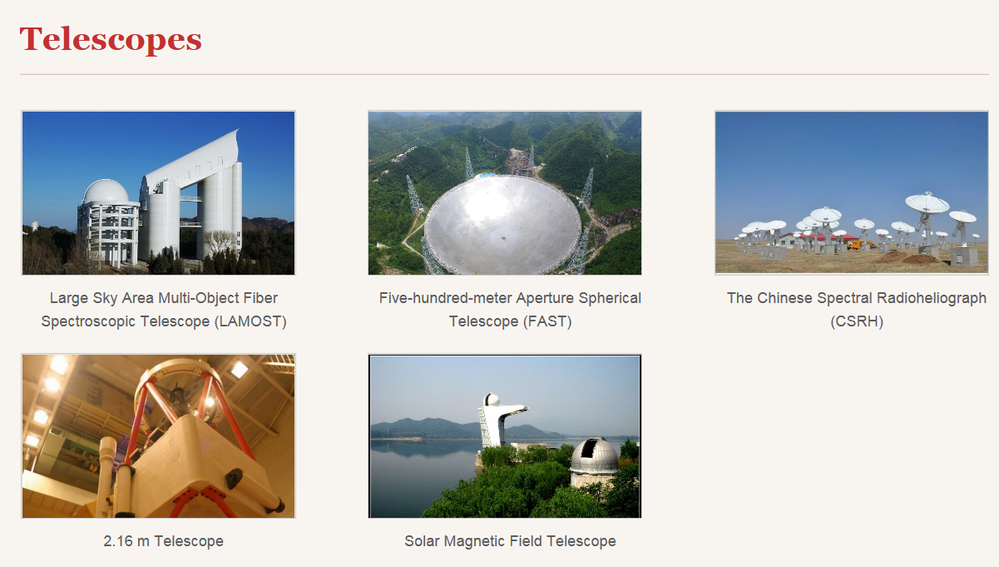 Telescopes
Large Sky Area Multi-Object Fiber
Spectroscopic Telescope (LAMOST)
Five-hundred-meter Aperture Spherical
Telescope (FAST)
The Chinese Spectral Radioheliograph
(CSRH)
2.16 m Telescope
Solar Magnetic Field Telescope